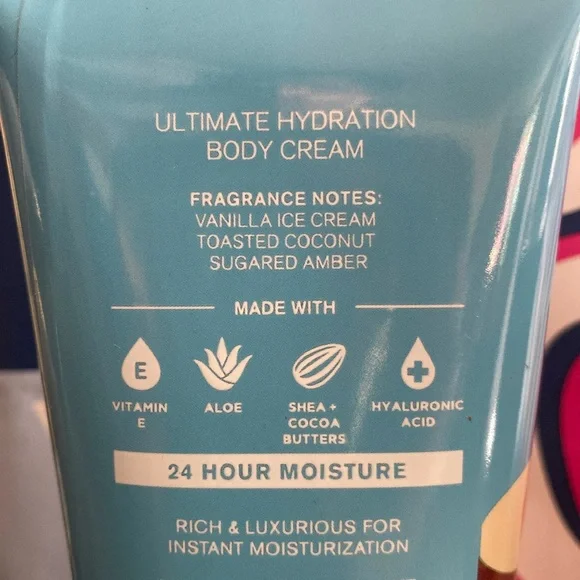 ULTIMATE HYDRATION
BODY CREAM
FRAGRANCE NOTES:
VANILLA ICE CREAM
TOASTED COCONUT
SUGARED AMBER
MADE WITH
E
VITAMIN
E
ALOE
SHEA +
COCOA
BUTTERS
HYALURONIC
ACID
24 HOUR MOISTURE
RICH & LUXURIOUS FOR
INSTANT MOISTURIZATION